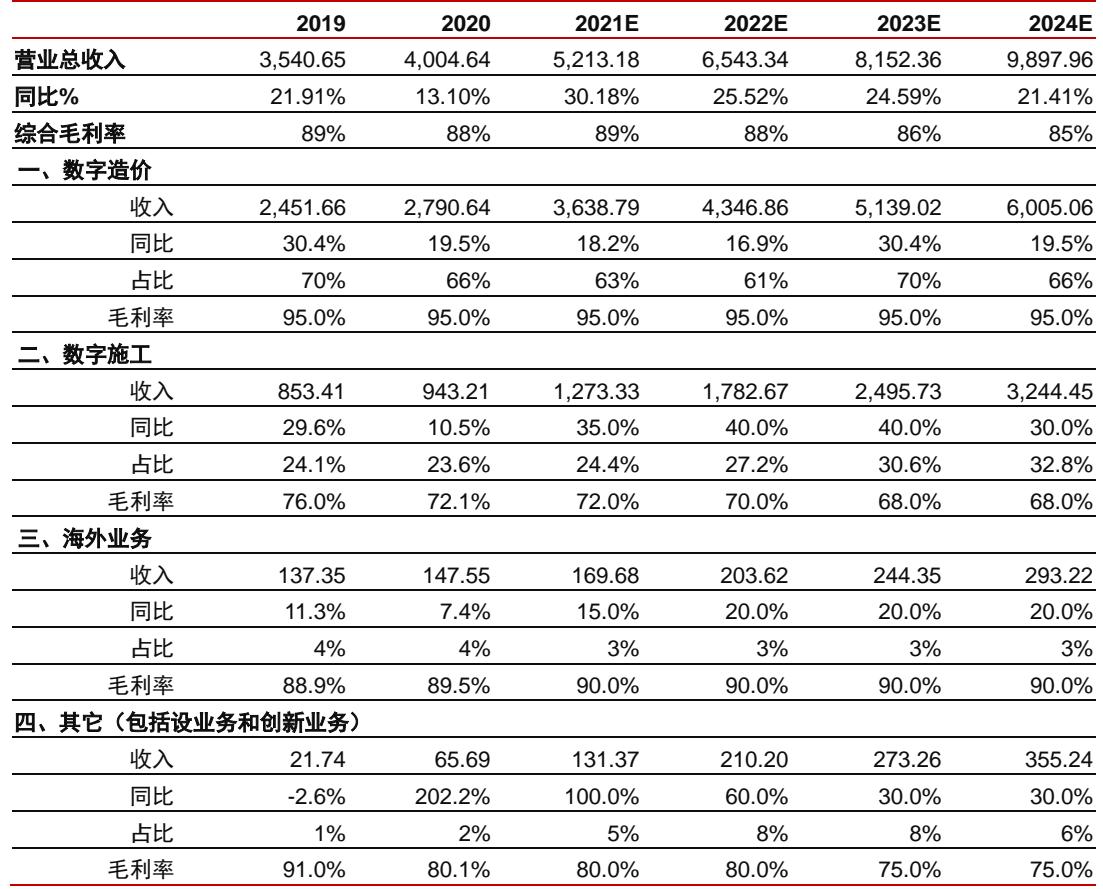 2019 2020 2021E 2022E 2023E 2024E
营业总收入 3,540.65 4,004.64 5,213.18 6,543.34 8,152.36 9,897.96
同比% 21.91% 13.10% 30.18% 25.52% 24.59% 21.41%
综合毛利率 89% 88% 89% 88% 86% 85%
一、数字造价
收入 2,451.66 2,790.64 3,638.79 4,346.86 5,139.02 6,005.06
同比 30.4% 19.5% 18.2% 16.9% 30.4% 19.5%
占比 70% 66% 63% 61% 70% 66%
毛利率 95.0% 95.0% 95.0% 95.0% 95.0% 95.0%
二、数字施工
收入 853.41 943.21 1,273.33 1,782.67 2,495.73 3,244.45
同比 29.6% 10.5% 35.0% 40.0% 40.0% 30.0%
占比 24.1% 23.6% 24.4% 27.2% 30.6% 32.8%
毛利率 76.0% 72.1% 72.0% 70.0% 68.0% 68.0%
三、海外业务
收入 137.35 147.55 169.68 203.62 244.35 293.22
同比 11.3% 7.4% 15.0% 20.0% 20.0% 20.0%
占比 4% 4% 3% 3% 3% 3%
毛利率 88.9% 89.5% 90.0% 90.0% 90.0% 90.0%
四、其它（包括设业务和创新业务）
收入 21.74 65.69 131.37 210.20 273.26 355.24
同比 -2.6% 202.2% 100.0% 60.0% 30.0% 30.0%
占比 1% 2% 5% 8% 8% 6%
毛利率 91.0% 80.1% 80.0% 80.0% 75.0% 75.0%